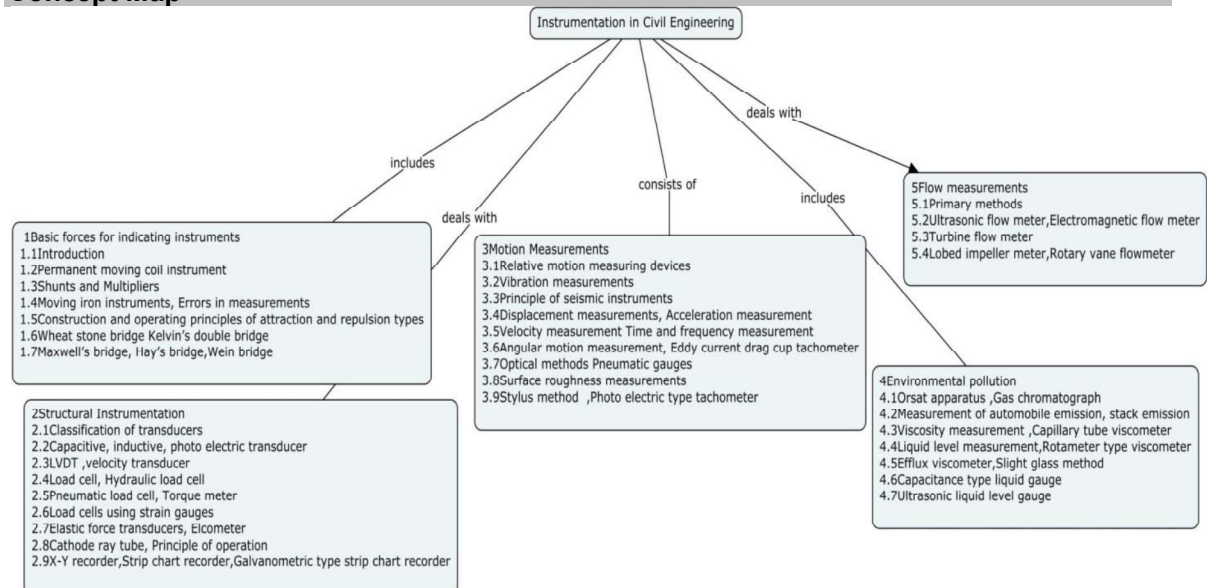 Concept Map
Instrumentation in Civil Engineering
deals with
includes
consists of
includes
deals with
5Flow measurements
5.1Primary methods
5.2Ultrasonic flow meter,Electromagnetic flow meter
5.3Turbine flow meter
5.4Lobed impeller meter,Rotary vane flowmeter
1Basic forces for indicating instruments
1.1Introduction
1.2Permanent moving coil instrument
1.3Shunts and Multipliers
1.4Moving iron instruments, Errors in measurements
1.5Construction and operating principles of attraction and repulsion types
1.6Wheat stone bridge Kelvin's double bridge
1.7Maxwell's bridge, Hay's bridge,Wein bridge
3Motion Measurements
3.1Relative motion measuring devices
3.2Vibration measurements
3.3Principle of seismic instruments
3.4Displacement measurements, Acceleration measurement
3.5Velocity measurement Time and frequency measurement
3.6Angular motion measurement, Eddy current drag cup tachometer
3.7Optical methods Pneumatic gauges
3.8Surface roughness measurements
3.9Stylus method ,Photo electric type tachometer
4Environmental pollution
4.1Orsat apparatus ,Gas chromatograph
4.2Measurement of automobile emission, stack emission
4.3Viscosity measurement ,Capillary tube viscometer
4.4Liquid level measurement,Rotameter type viscometer
4.5Efflux viscometer,Slight glass method
4.6Capacitance type liquid gauge
4.7Ultrasonic liquid level gauge
2Structural Instrumentation
2.1Classification of transducers
2.2Capacitive, inductive, photo electric transducer
2.3LVDT ,velocity transducer
2.4Load cell, Hydraulic load cell
2.5Pneumatic load cell, Torque meter
2.6Load cells using strain gauges
2.7Elastic force transducers, Elcometer
2.8Cathode ray tube, Principle of operation
2.9X-Y recorder,Strip chart recorder,Galvanometric type strip chart recorder